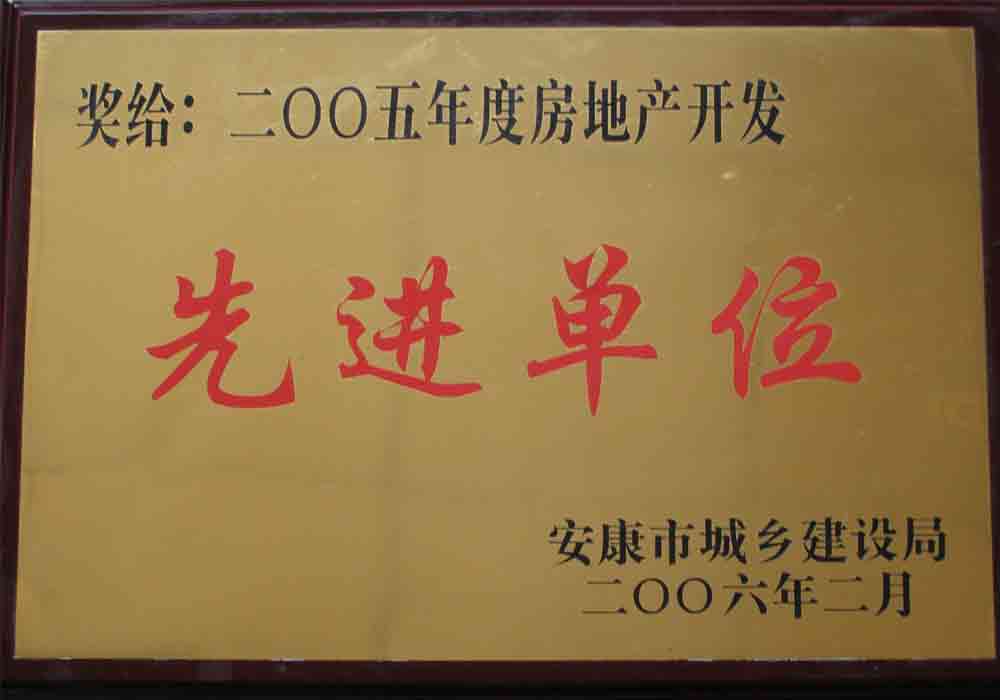 奖给：二〇〇五年度房地产开发
先进单位
安康市城乡建设局
二〇〇六年二月